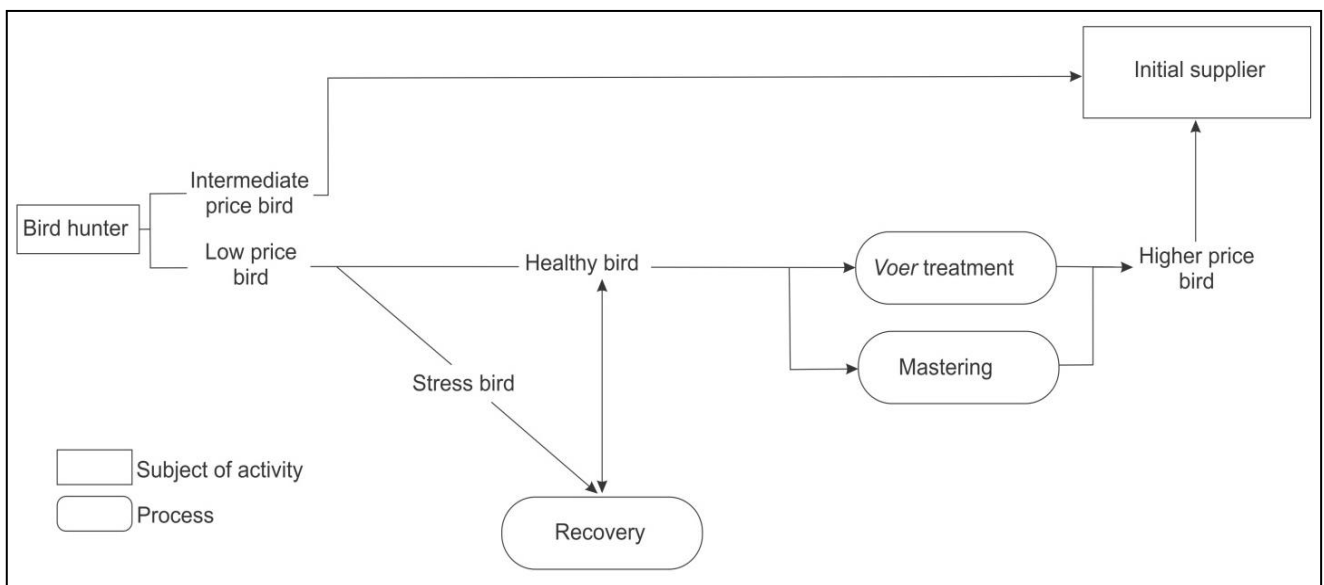 Initial supplier
Intermediate
price bird
Bird hunter
Low price
bird
Healthy bird
Voer treatment
Higher price
bird
Mastering
Stress bird
Subject of activity
Process
Recovery